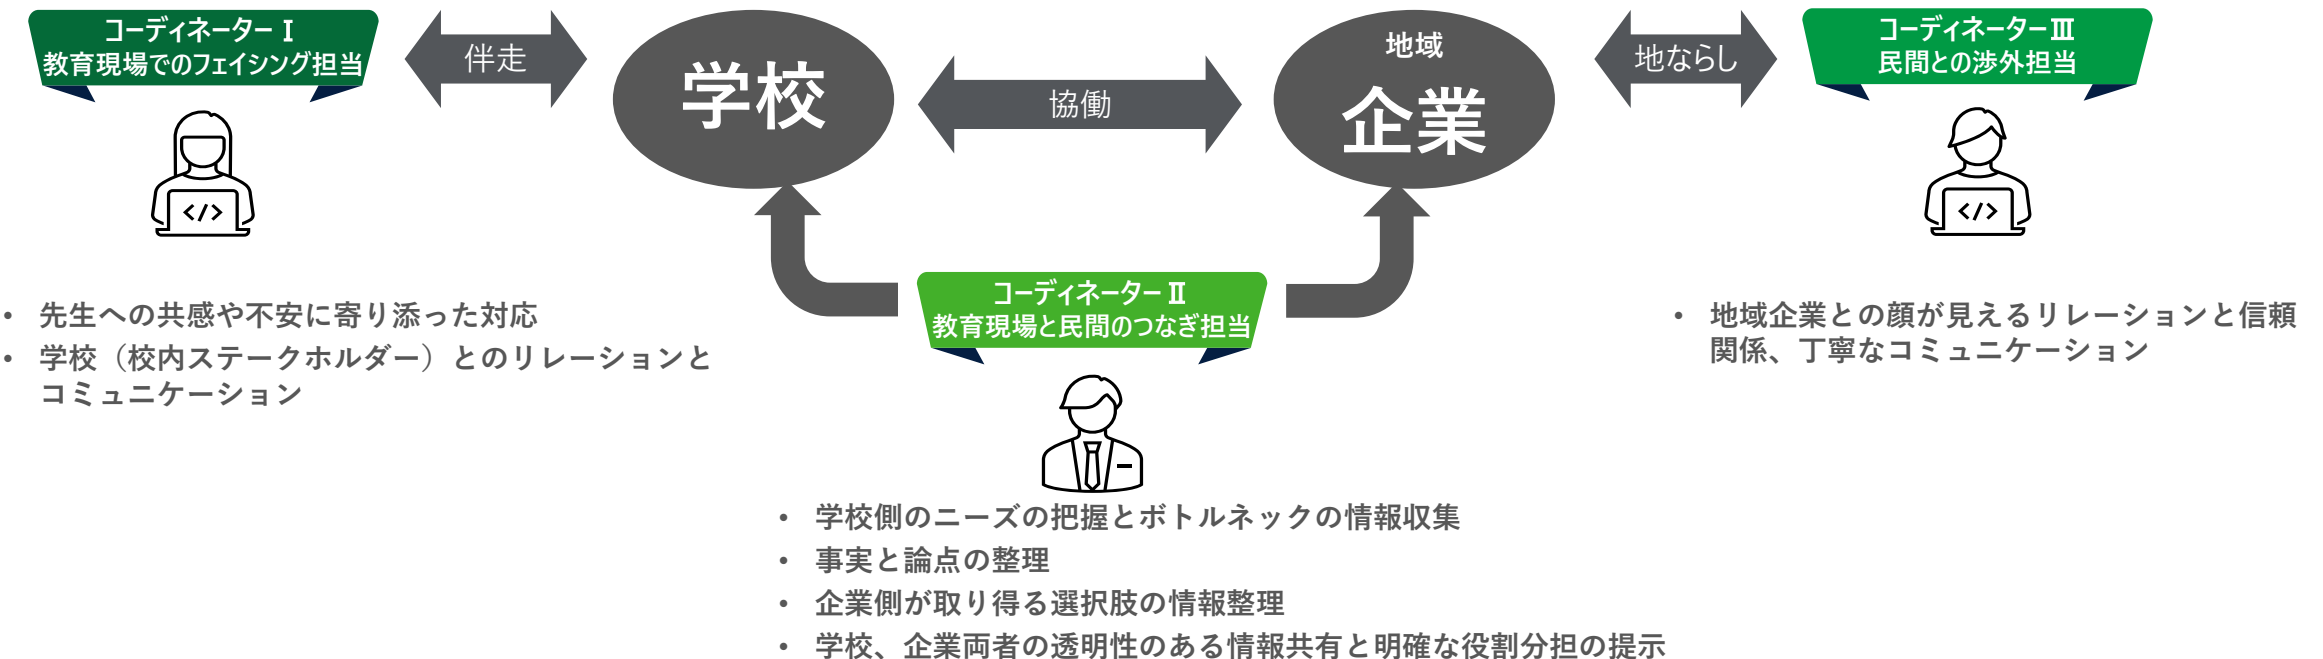 コーディネーター Ⅰ
教育現場でのフェイシング担当
伴走
学校
協働
地域
企業
地ならし
コーディネーターⅢ
民間との渉外担当
</>
</>
• 先生への共感や不安に寄り添った対応
• 学校（校内ステークホルダー）とのリレーションと
コミュニケーション
コーディネーター Ⅱ
教育現場と民間のつなぎ担当
• 地域企業との顔が見えるリレーションと信頼
関係、丁寧なコミュニケーション
• 学校側のニーズの把握とボトルネックの情報収集
• 事実と論点の整理
• 企業側が取り得る選択肢の情報整理
• 学校、企業両者の透明性のある情報共有と明確な役割分担の提示